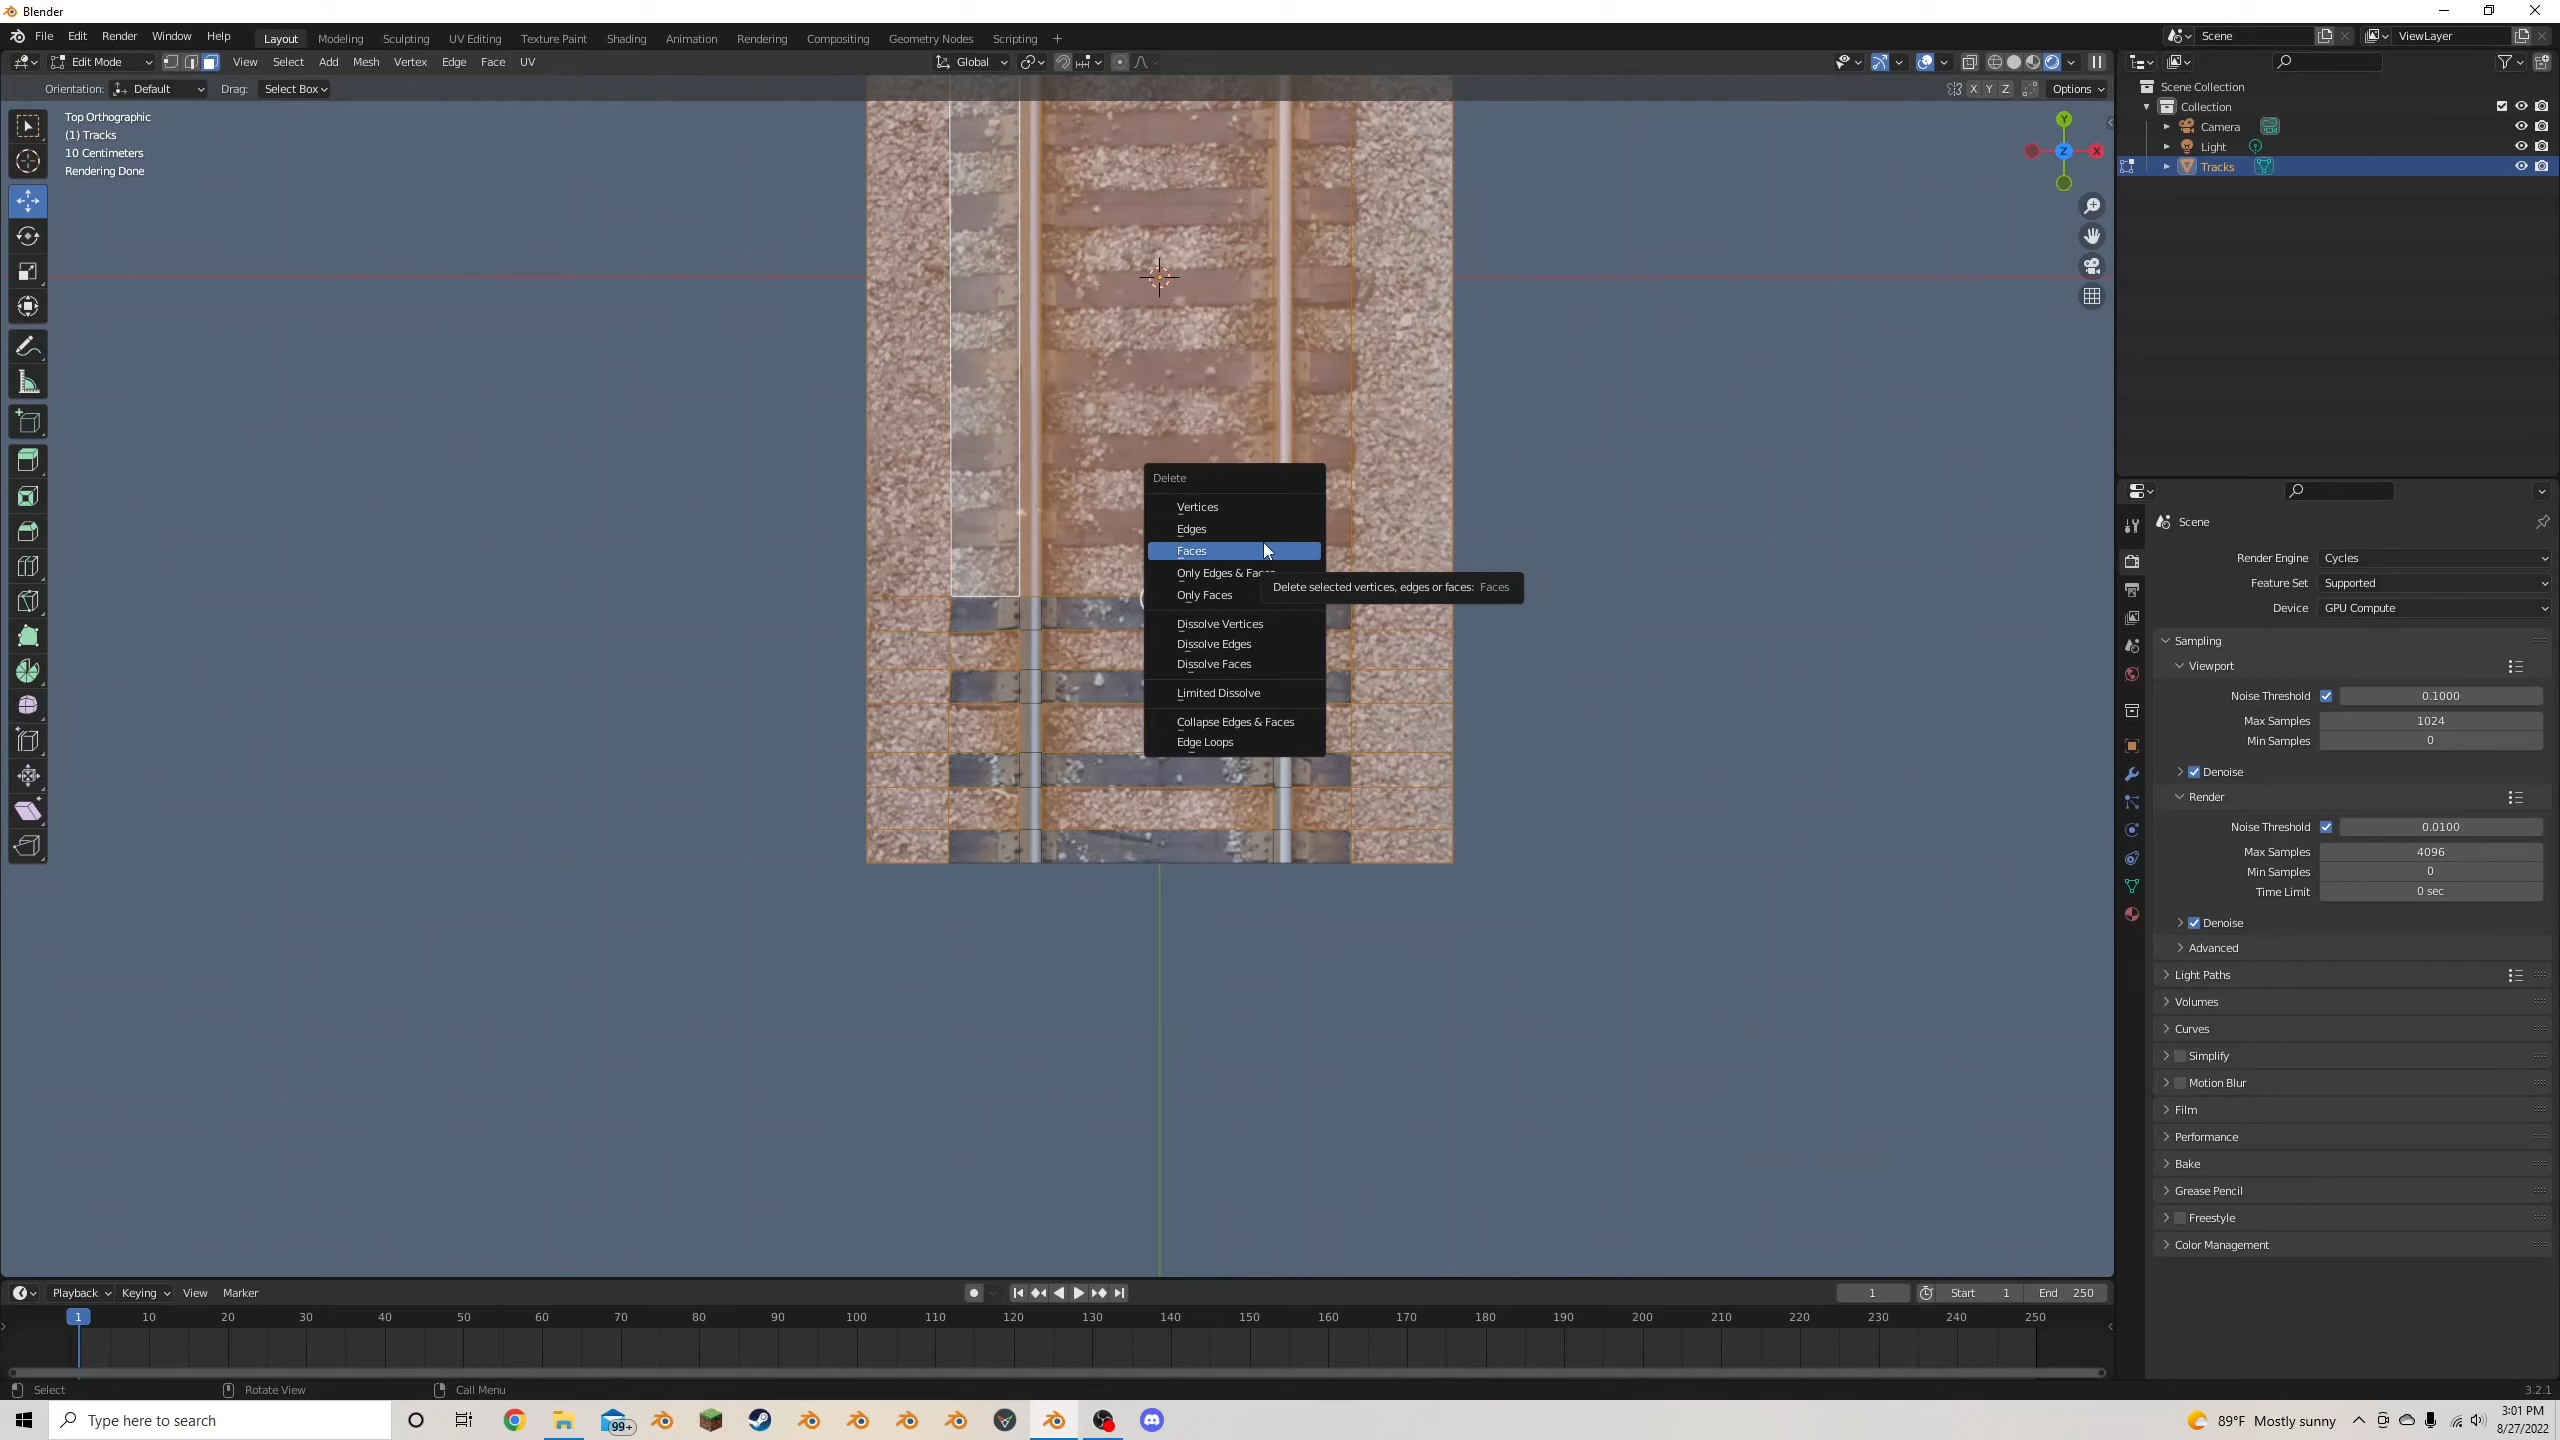 Blender
File Edit Render Window Help Layout Modeling Sculpting UV Editing Texture Paint Shading Animation Rendering Compositing Geometry Nodes Scripting +
Scene ViewLayer
Edit Mode View Select Add Mesh Vertex Edge Face UV Global
Orientation: Default Drag: Select Box X Y Z Options
Top Orthographic
(1) Tracks
10 Centimeters
Rendering Done
Y
Z X
Scene Collection
Collection
Camera
Light
Tracks
Delete
Vertices
Edges
Faces
Only Edges & Faces
Only Faces
Delete selected vertices, edges or faces: Faces
Dissolve Vertices
Dissolve Edges
Dissolve Faces
Limited Dissolve
Collapse Edges & Faces
Edge Loops
Scene
Render Engine Cycles
Feature Set Supported
Device GPU Compute
Sampling
Viewport
Noise Threshold 0.1000
Max Samples 1024
Min Samples 0
Denoise
Render
Noise Threshold 0.0100
Max Samples 4096
Min Samples 0
Time Limit 0 sec
Denoise
Advanced
Light Paths
Volumes
Curves
Simplify
Motion Blur
Film
Performance
Bake
Grease Pencil
Freestyle
Color Management
Playback Keying View Marker 1 Start 1 End 250
1 10 20 30 40 50 60 70 80 90 100 110 120 130 140 150 160 170 180 190 200 210 220 230 240 250
Select Rotate View Call Menu 3.2.1
Type here to search 99+ 89°F Mostly sunny 3:01 PM
8/27/2022